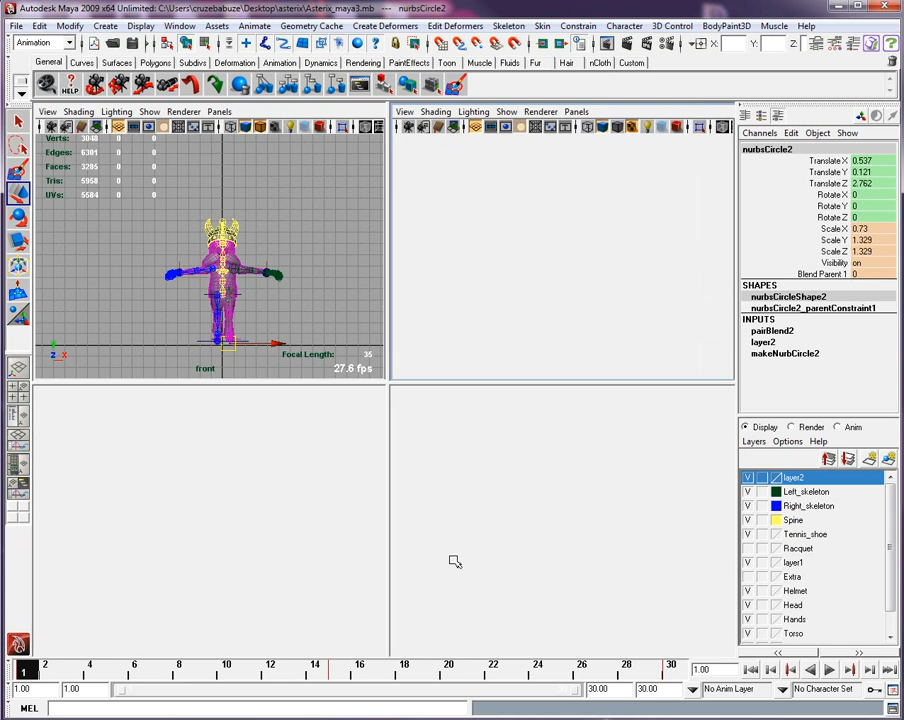 Autodesk Maya 2009 x64 Unlimited: C:\Users\cruzebabuze\Desktop\asterix\Asterix_maya3.mb --- nurbsCircle2
File Edit Modify Create Display Window Assets Animate Geometry Cache Create Deformers Edit Deformers Skeleton Skin Constrain Character 3D Control BodyPaint3D Muscle Help
Animation X: Y: Z:
General Curves Surfaces Polygons Subdivs Deformation Animation Dynamics Rendering PaintEffects Toon Muscle Fluids Fur Hair nCloth Custom
HELP
View Shading Lighting Show Renderer Panels
View Shading Lighting Show Renderer Panels
Verts: 3048 0 0
Edges: 6301 0 0
Faces: 3285 0 0
Tris: 5958 0 0
UVs: 5584 0 0
Z X
Focal Length: 35
front
27.6 fps
Channels Edit Object Show
nurbsCircle2
Translate X 0.537
Translate Y 0.121
Translate Z 2.762
Rotate X 0
Rotate Y 0
Rotate Z 0
Scale X 0.73
Scale Y 1.329
Scale Z 1.329
Visibility on
Blend Parent 1 0
SHAPES
nurbsCircleShape2
nurbsCircle2_parentConstraint1
INPUTS
pairBlend2
layer2
makeNurbCircle2
Display Render Anim
Layers Options Help
V layer2
V Left_skeleton
V Right_skeleton
V Spine
V Tennis_shoe
Racquet
V layer1
Extra
V Helmet
V Head
V Hands
V Torso
1 2 4 6 8 10 12 14 16 18 20 22 24 26 28 30 1.00
1.00 1.00 30.00 30.00 No Anim Layer No Character Set
MEL